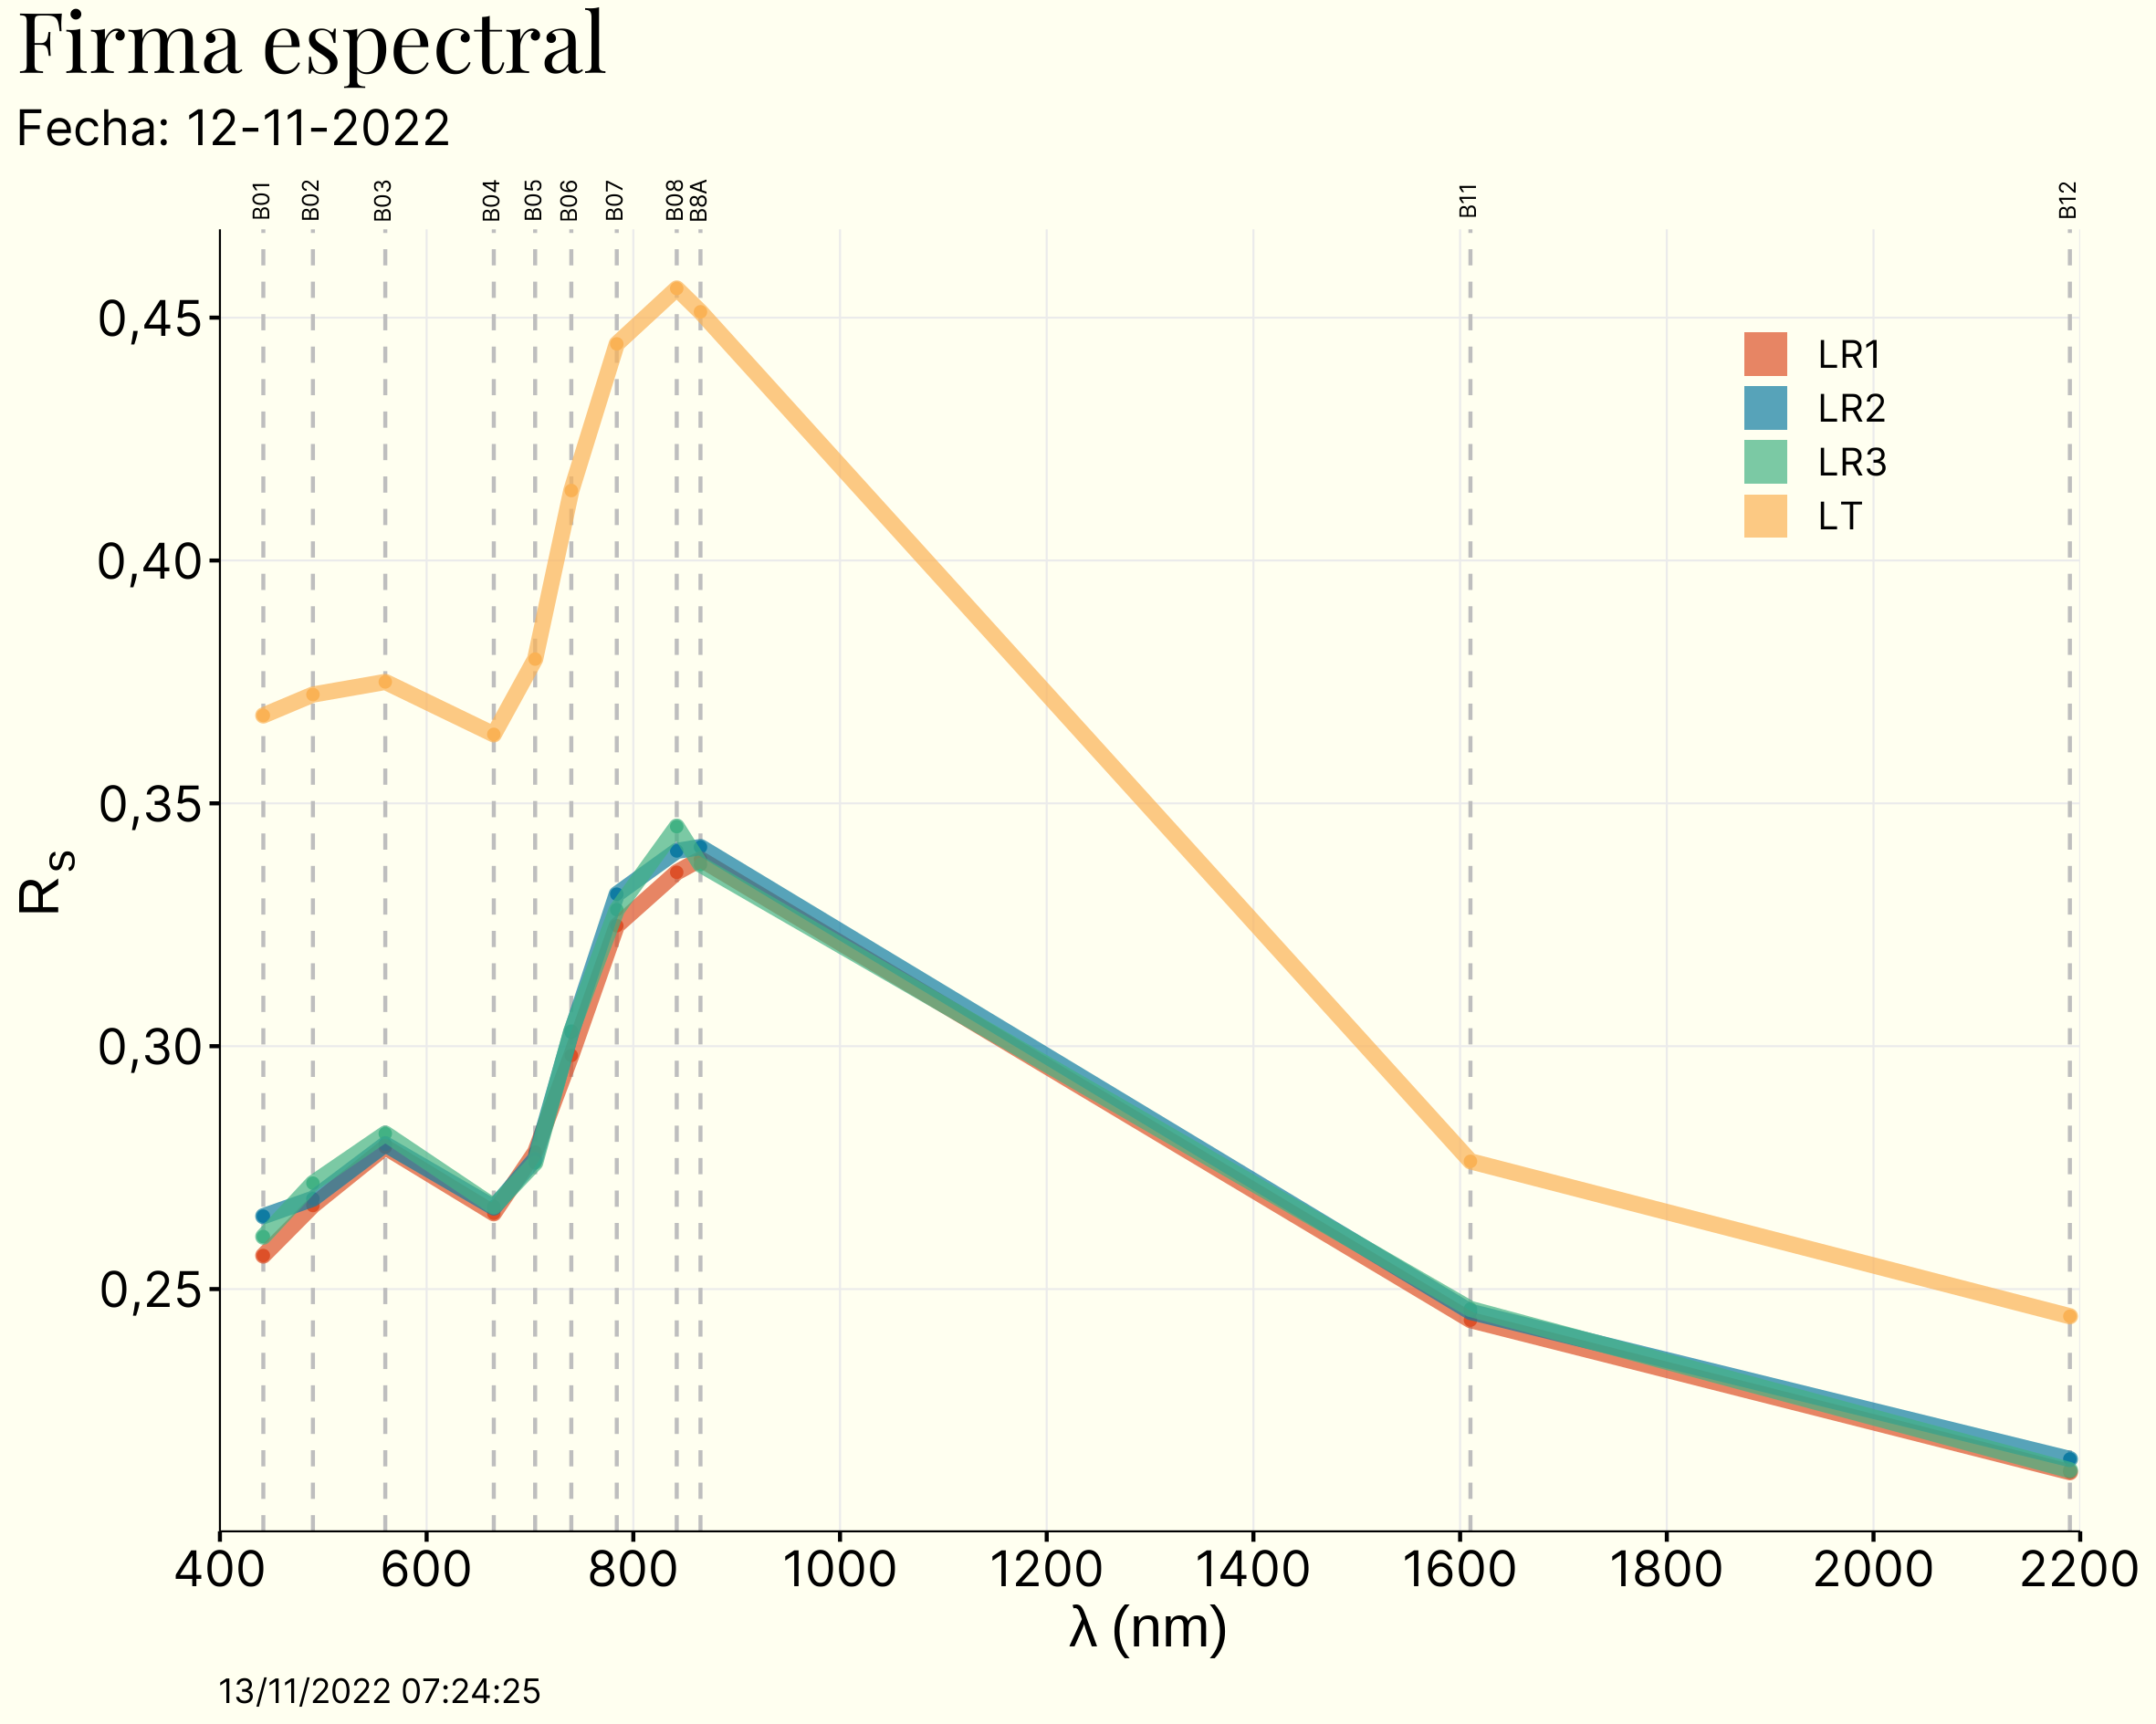 Firma espectral
Fecha: 12-11-2022
B01 B02 B03 B04 B05 B06 B07 B08 B8A B11 B12
0,45
0,40
0,35
0,30
0,25
Rs
LR1
LR2
LR3
LT
400 600 800 1000 1200 1400 1600 1800 2000 2200
λ (nm)
13/11/2022 07:24:25